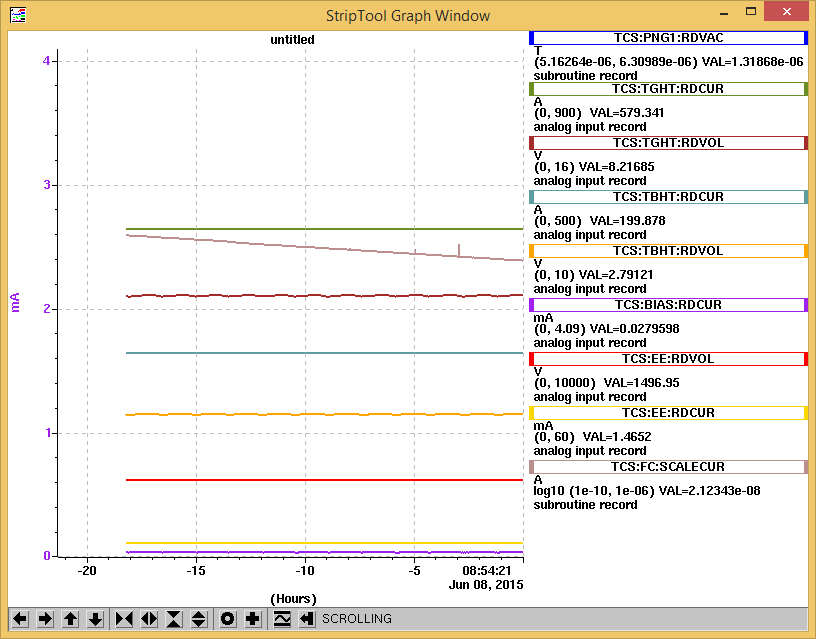 StripTool Graph Window
untitled
4
3
2
1
0
mA
-20
-15
-10
-5
08:54:21
Jun 08, 2015
(Hours)
TCS:PNG1:RDVAC
T
(5.16264e-06, 6.30989e-06) VAL=1.31868e-06
subroutine record
TCS:TGHT:RDCUR
A
(0, 900) VAL=579.341
analog input record
TCS:TGHT:RDVOL
V
(0, 16) VAL=8.21685
analog input record
TCS:TBHT:RDCUR
A
(0, 500) VAL=199.878
analog input record
TCS:TBHT:RDVOL
V
(0, 10) VAL=2.79121
analog input record
TCS:BIAS:RDCUR
mA
(0, 4.09) VAL=0.0279598
analog input record
TCS:EE:RDVOL
V
(0, 10000) VAL=1496.95
analog input record
TCS:EE:RDCUR
mA
(0, 60) VAL=1.4652
analog input record
TCS:FC:SCALECUR
A
log10 (1e-10, 1e-06) VAL=2.12343e-08
subroutine record
SCROLLING